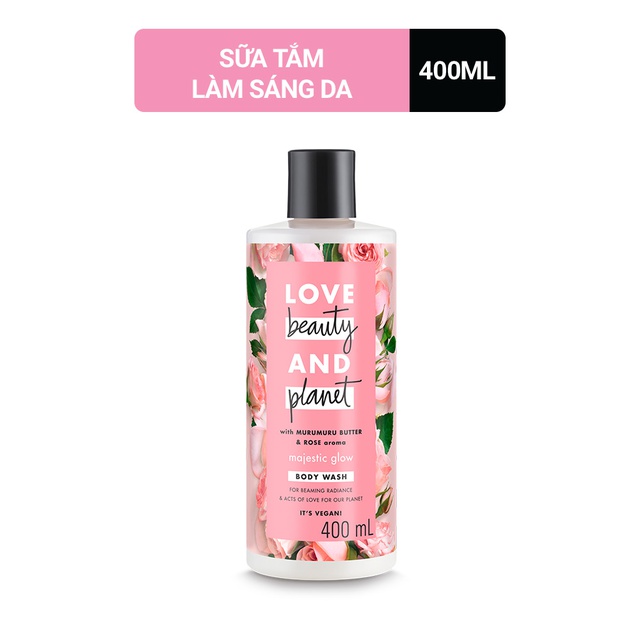 SỮA TẮM
LÀM SÁNG DA
400ML
LOVE
beauty
AND
planet
with MURUMURU BUTTER
& ROSE aroma
majestic glow
BODY WASH
FOR BEAMING RADIANCE
& ACTS OF LOVE FOR OUR PLANET
IT'S VEGAN!
400 mL